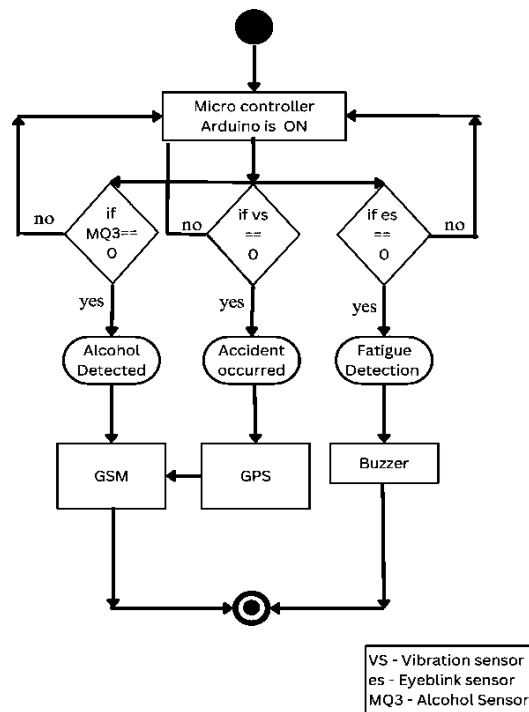 Micro controller
Arduino is ON
if
MQ3==
0
no
if vs
==
0
no
if es
==
0
no
yes
yes
yes
Alcohol
Detected
Accident
occurred
Fatigue
Detection
GSM
GPS
Buzzer
VS - Vibration sensor
es - Eyeblink sensor
MQ3 - Alcohol Sensor